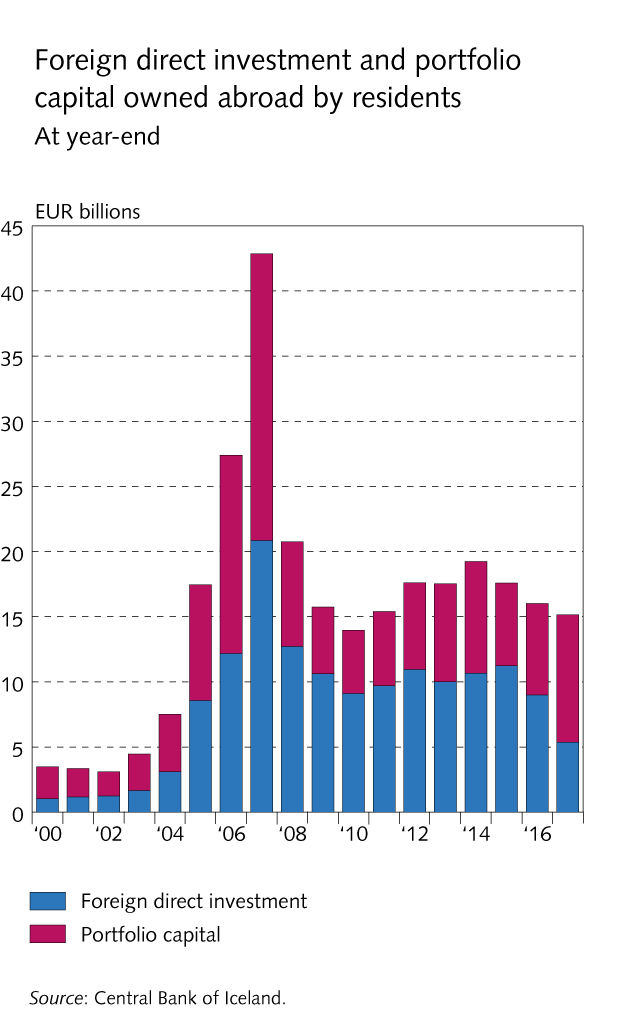 Foreign direct investment and portfolio
capital owned abroad by residents
At year-end
EUR billions
45
40
35
30
25
20
15
10
5
0
‘00 ‘02 ‘04 ‘06 ‘08 ‘10 ‘12 ‘14 ‘16
Foreign direct investment
Portfolio capital
Source: Central Bank of Iceland.